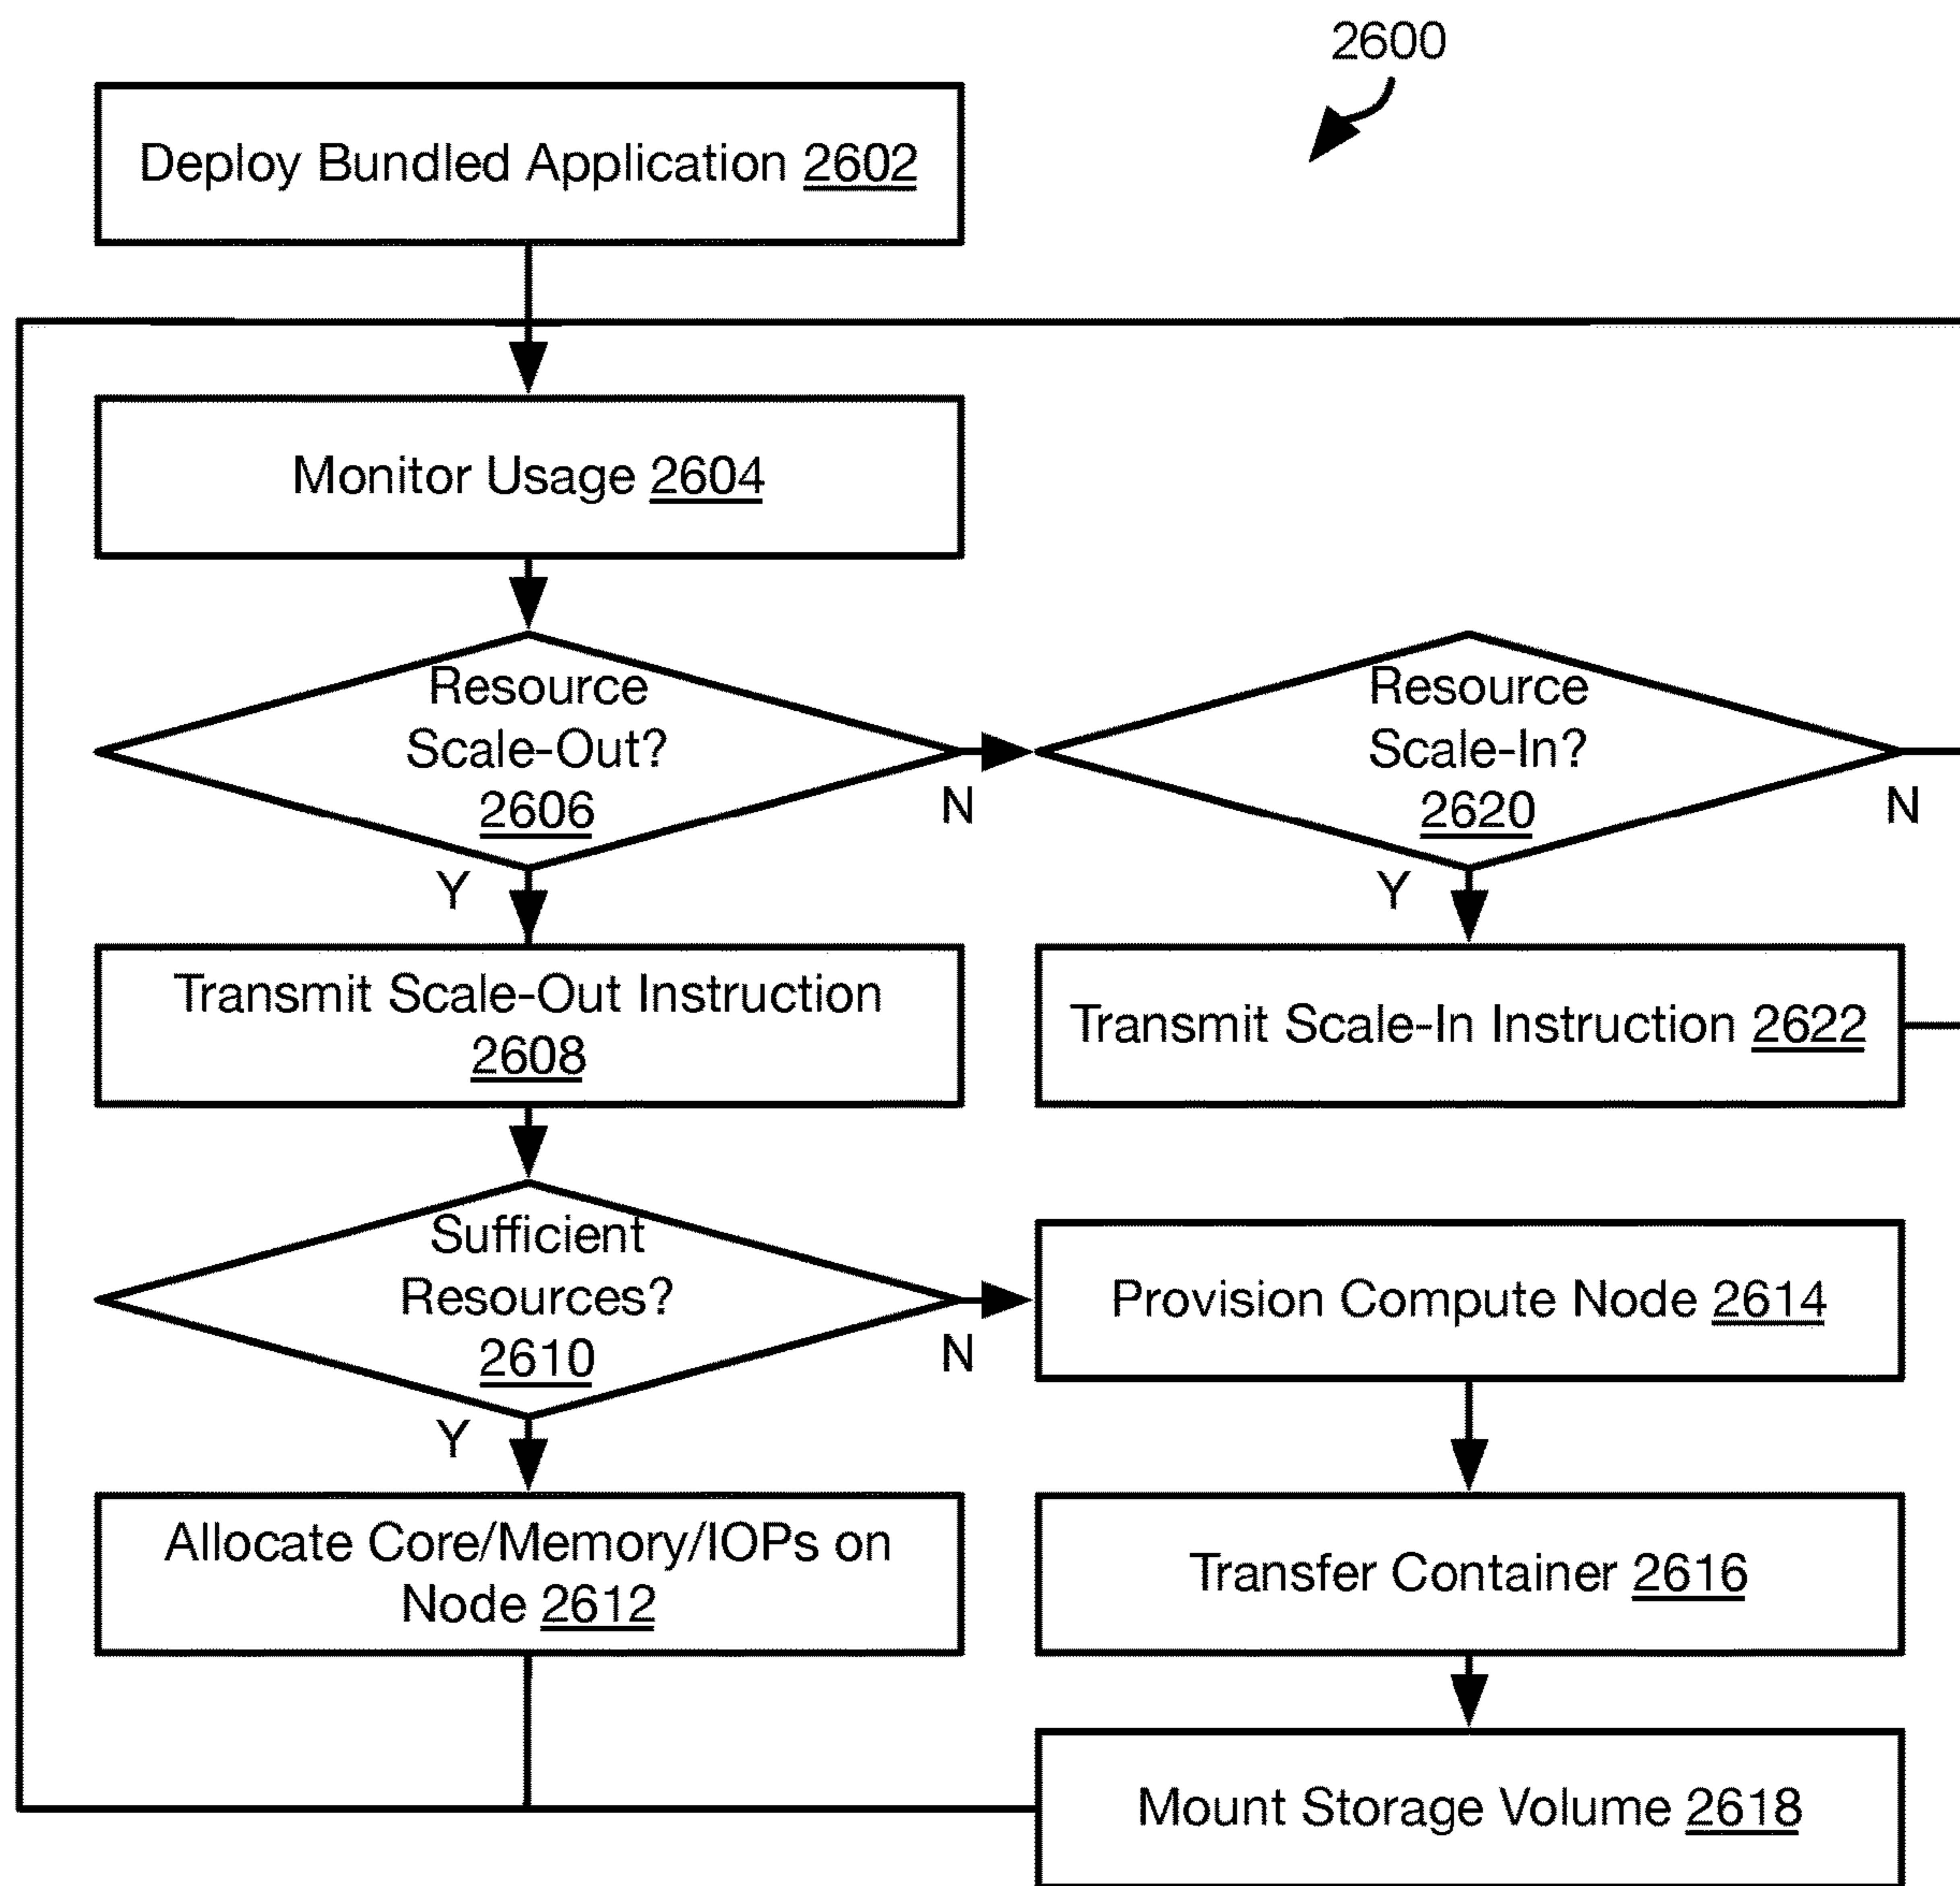 2600
Deploy Bundled Application 2602
Monitor Usage 2604
Resource
Scale-Out?
2606
N
Y
Resource
Scale-In?
2620
N
Y
Transmit Scale-Out Instruction
2608
Transmit Scale-In Instruction 2622
Sufficient
Resources?
2610
N
Y
Provision Compute Node 2614
Allocate Core/Memory/IOPs on
Node 2612
Transfer Container 2616
Mount Storage Volume 2618